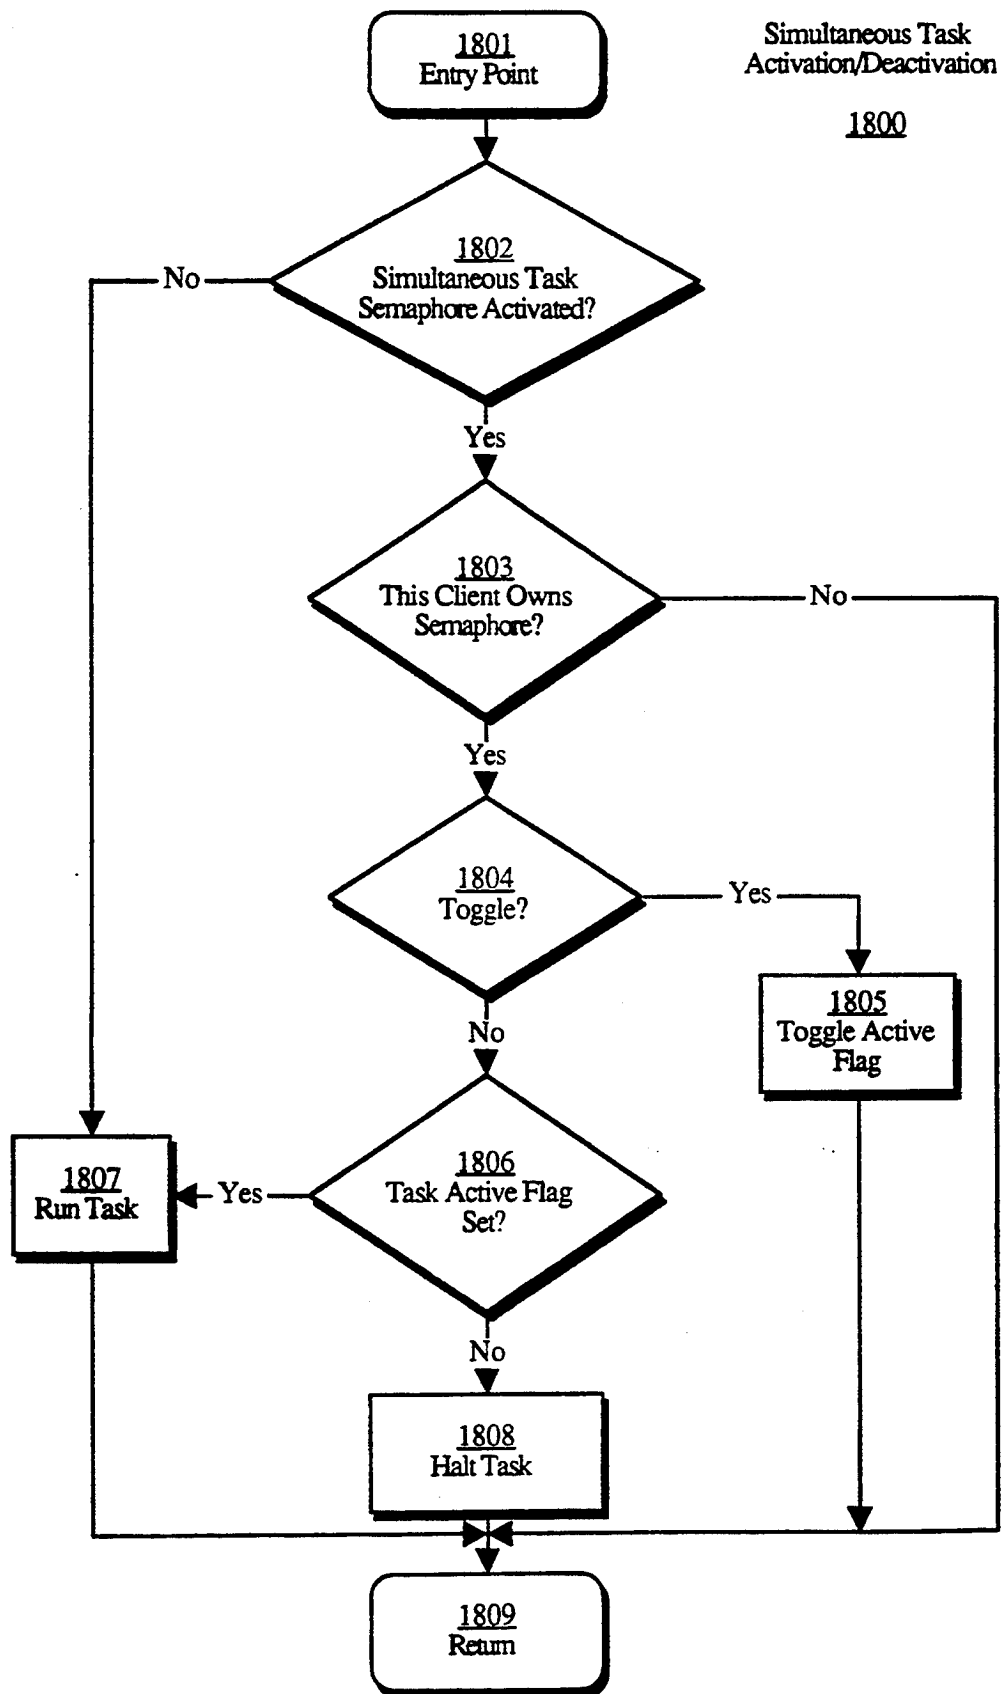 Simultaneous Task
Activation/Deactivation
1800
1801
Entry Point
1802
Simultaneous Task
Semaphore Activated?
No
Yes
1803
This Client Owns
Semaphore?
No
Yes
1804
Toggle?
Yes
1805
Toggle Active
Flag
No
1806
Task Active Flag
Set?
Yes
1807
Run Task
No
1808
Halt Task
1809
Return